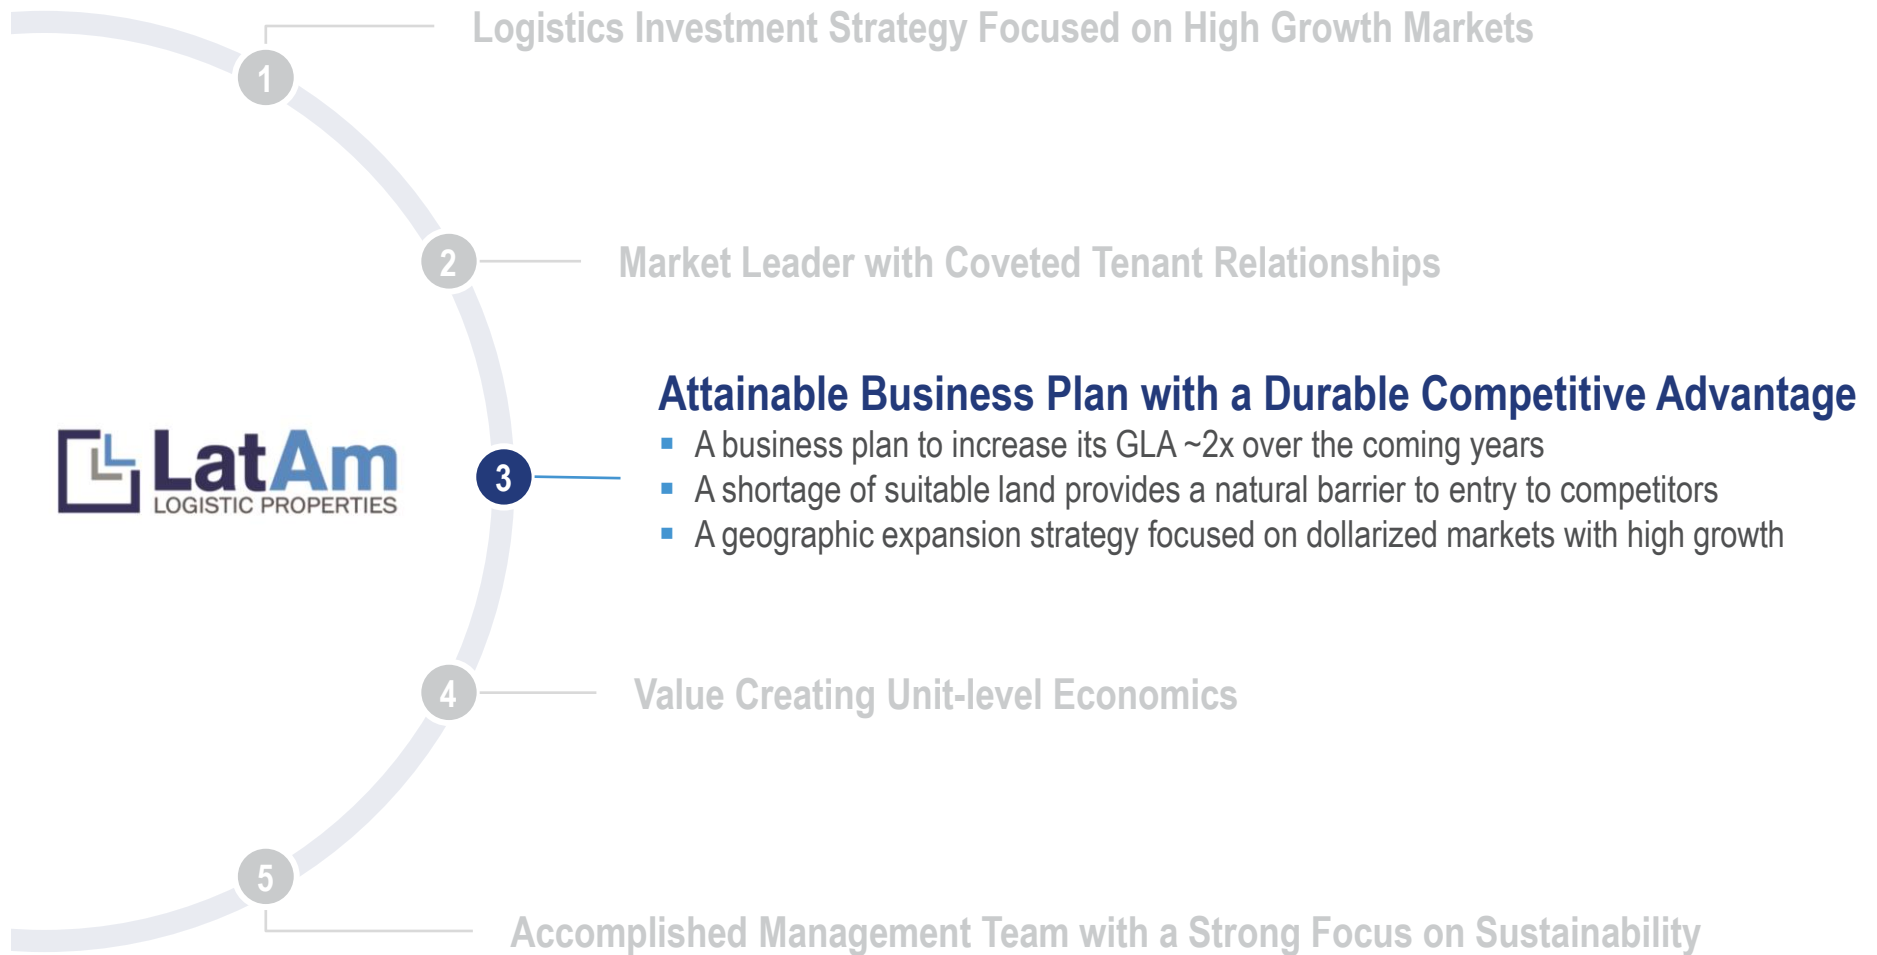 1
Logistics Investment Strategy Focused on High Growth Markets
2
Market Leader with Coveted Tenant Relationships
LatAm
LOGISTIC PROPERTIES
3
Attainable Business Plan with a Durable Competitive Advantage
▪ A business plan to increase its GLA ~2x over the coming years
▪ A shortage of suitable land provides a natural barrier to entry to competitors
▪ A geographic expansion strategy focused on dollarized markets with high growth
4
Value Creating Unit-level Economics
5
Accomplished Management Team with a Strong Focus on Sustainability